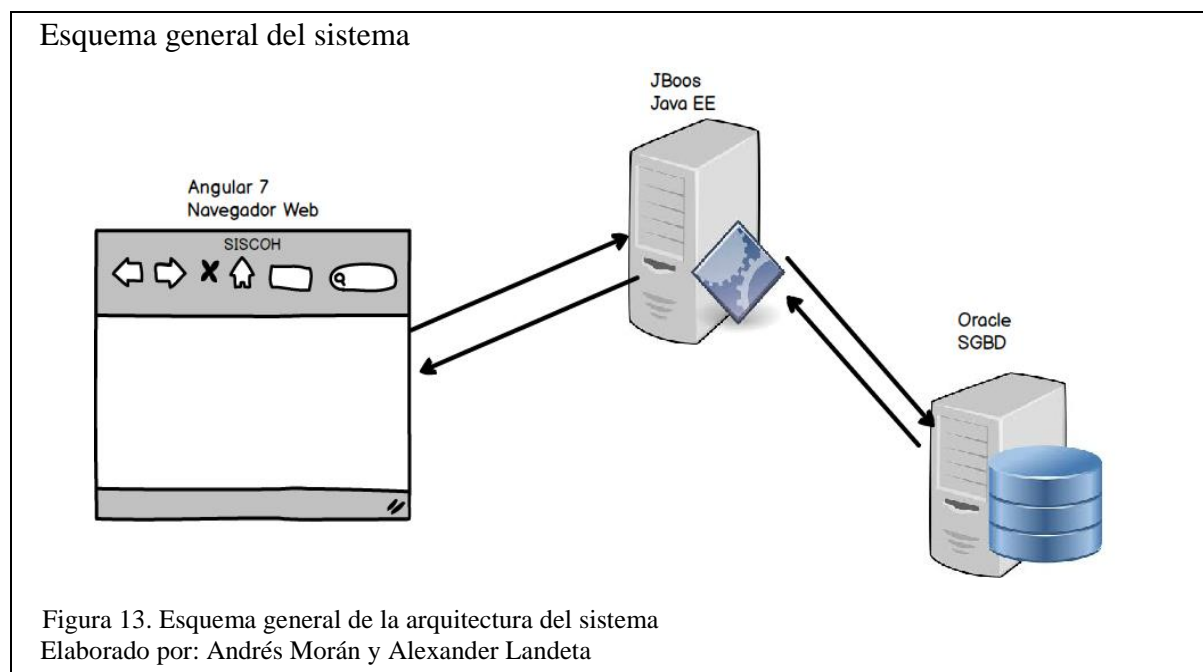 Esquema general del sistema
JBoos
Java EE
Angular 7
Navegador Web
SISCOH
Oracle
SGBD
Figura 13. Esquema general de la arquitectura del sistema
Elaborado por: Andrés Morán y Alexander Landeta